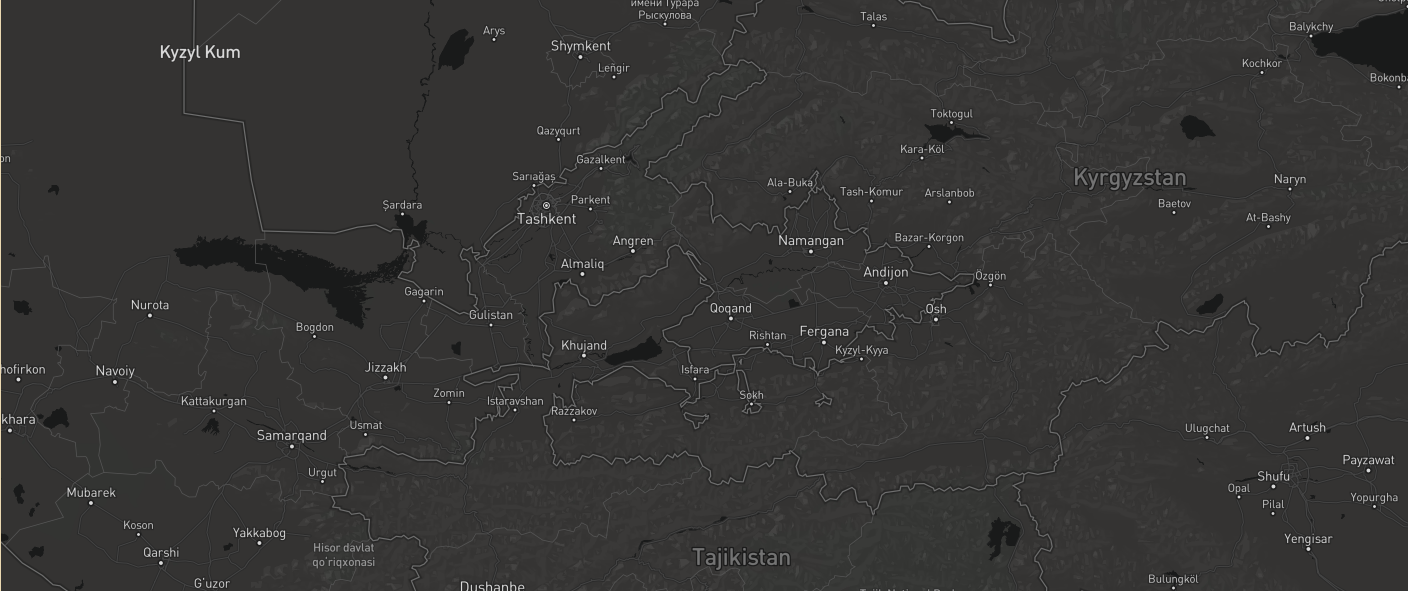 имени Турара
Рыскулова
Talas
Balykchy
Arys
Shymkent
Kyzyl Kum
Leńgir
Kochkor
Toktogul
Qazyqurt
Kara-Köl
Gazalkent
Sarıağaş
Ala-Buka
Tash-Komur
Arslanbob
Kyrgyzstan
Naryn
Parkent
Şardara
Tashkent
Baetov
At-Bashy
Angren
Namangan
Bazar-Korgon
Almaliq
Andijon
Özgön
Gagarin
Nurota
Gulistan
Qoqand
Osh
Bogdon
Rishtan
Fergana
Khujand
Kyzyl-Kyya
Navoiy
Jizzakh
Isfara
Zomin
Sokh
Kattakurgan
Istaravshan
Razzakov
Usmat
Samarqand
Ulugchat
Artush
Urgut
Payzawat
Shufu
Mubarek
Opal
Pilal
Yopurgha
Koson
Yakkabog
Yengisar
Hisor davlat
qo'riqxonasi
Qarshi
Tajikistan
G'uzor
Dushanbe
Bulungköl